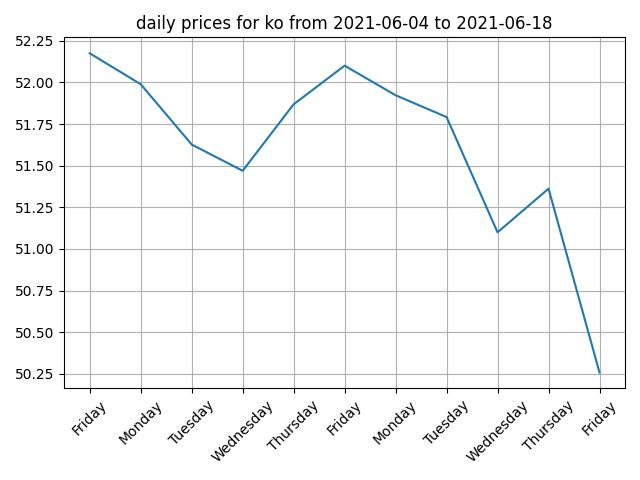 daily prices for ko from 2021-06-04 to 2021-06-18
52.25
52.00
51.75
51.50
51.25
51.00
50.75
50.50
50.25
Friday
Monday
Tuesday
Wednesday
Thursday
Friday
Monday
Tuesday
Wednesday
Thursday
Friday